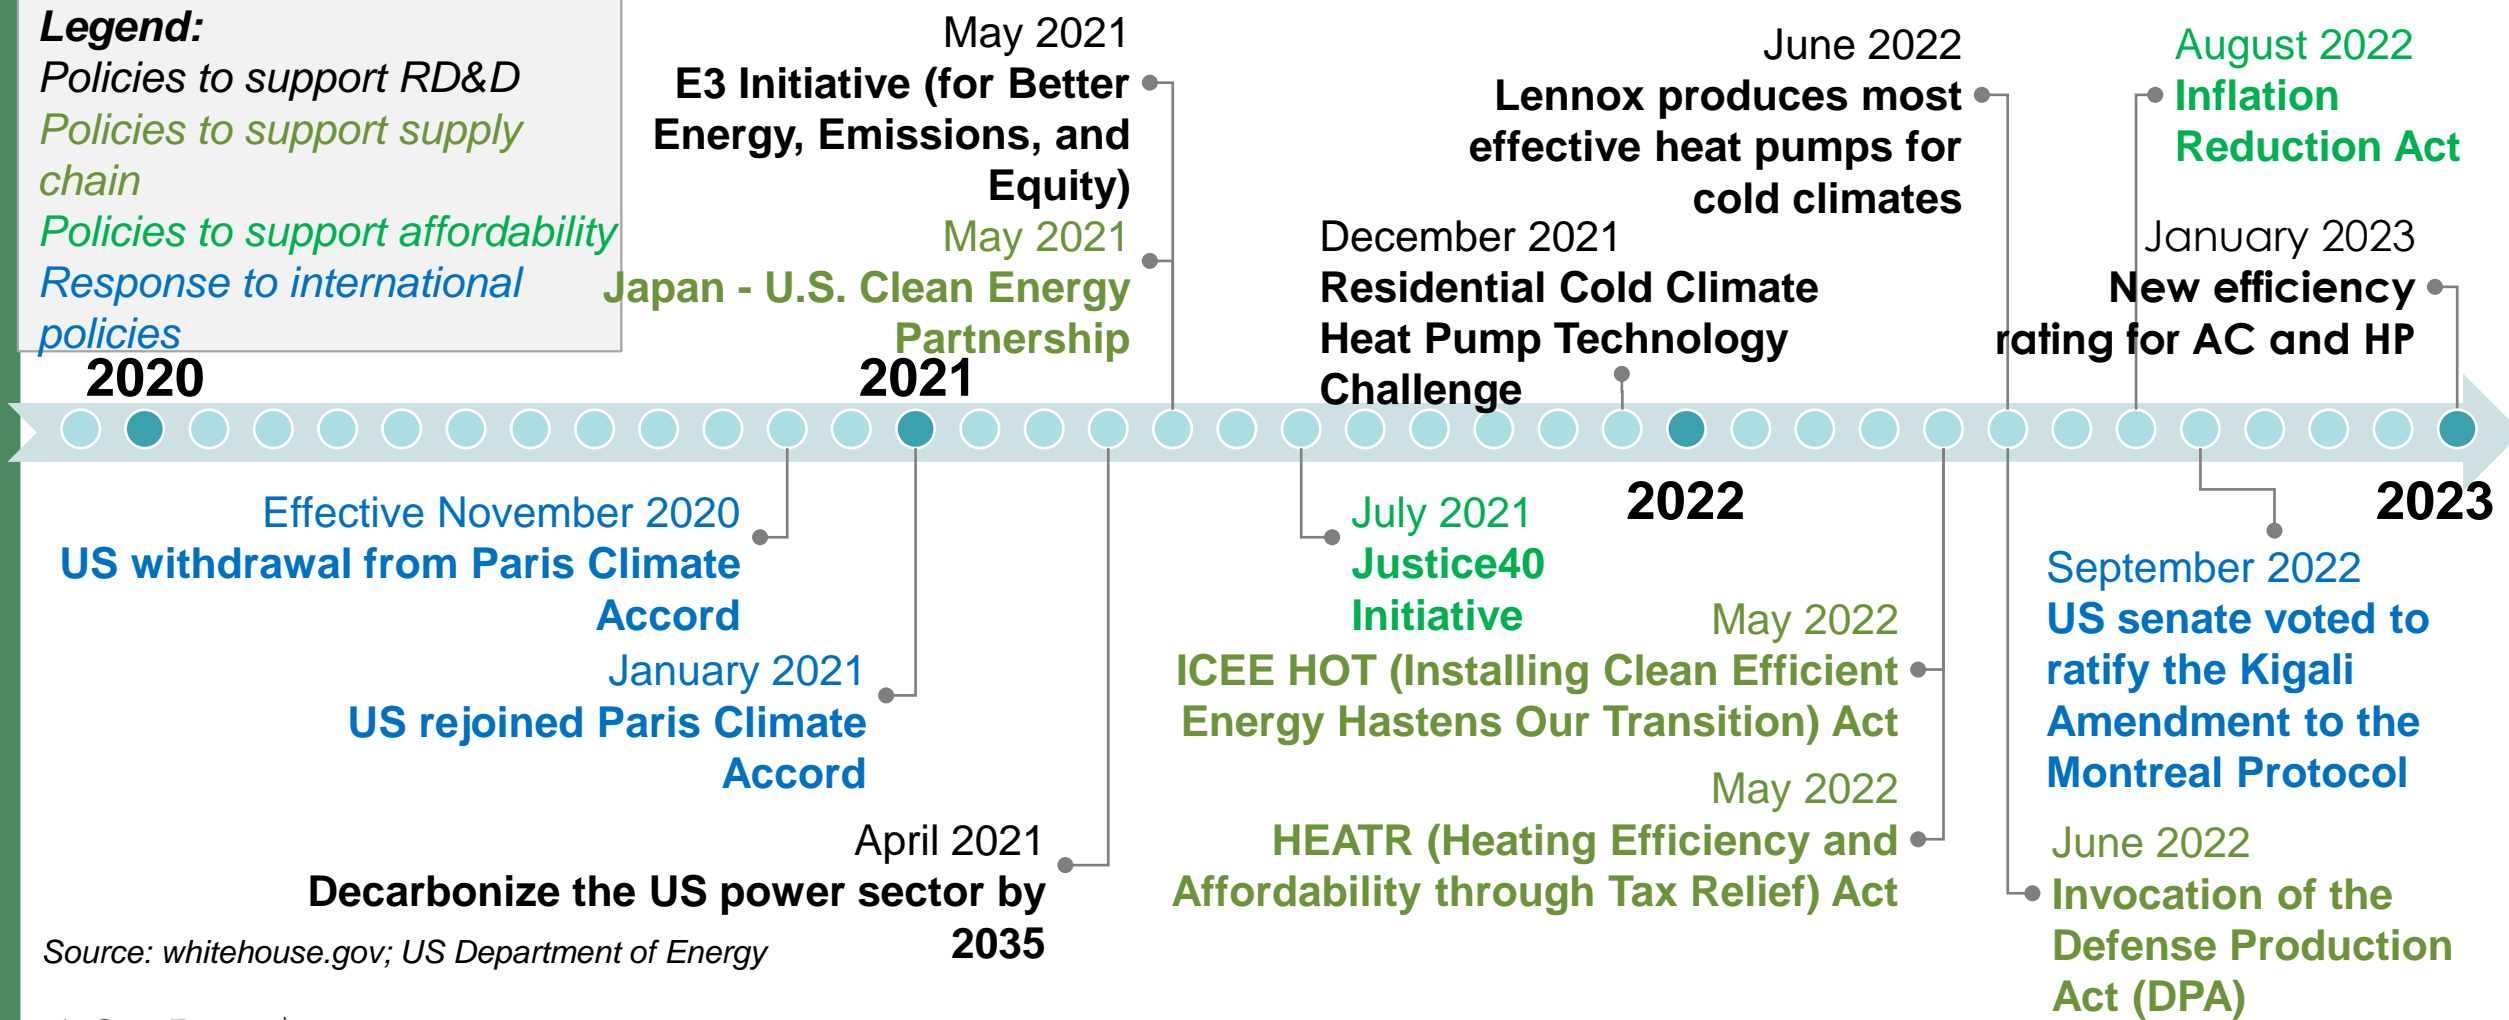 Legend:
Policies to support RD&D
Policies to support supply
chain
Policies to support affordability
Response to international
policies
May 2021
E3 Initiative (for Better
Energy, Emissions, and
Equity)
May 2021
Japan - U.S. Clean Energy
Partnership
June 2022
Lennox produces most
effective heat pumps for
cold climates
December 2021
Residential Cold Climate
Heat Pump Technology
Challenge
August 2022
Inflation
Reduction Act
January 2023
New efficiency
rating for AC and HP
2020
2021
2022
2023
Effective November 2020
US withdrawal from Paris Climate
Accord
January 2021
US rejoined Paris Climate
Accord
April 2021
Decarbonize the US power sector by
2035
July 2021
Justice40
Initiative
May 2022
ICEE HOT (Installing Clean Efficient
Energy Hastens Our Transition) Act
May 2022
HEATR (Heating Efficiency and
Affordability through Tax Relief) Act
September 2022
US senate voted to
ratify the Kigali
Amendment to the
Montreal Protocol
June 2022
Invocation of the
Defense Production
Act (DPA)
Source: whitehouse.gov; US Department of Energy